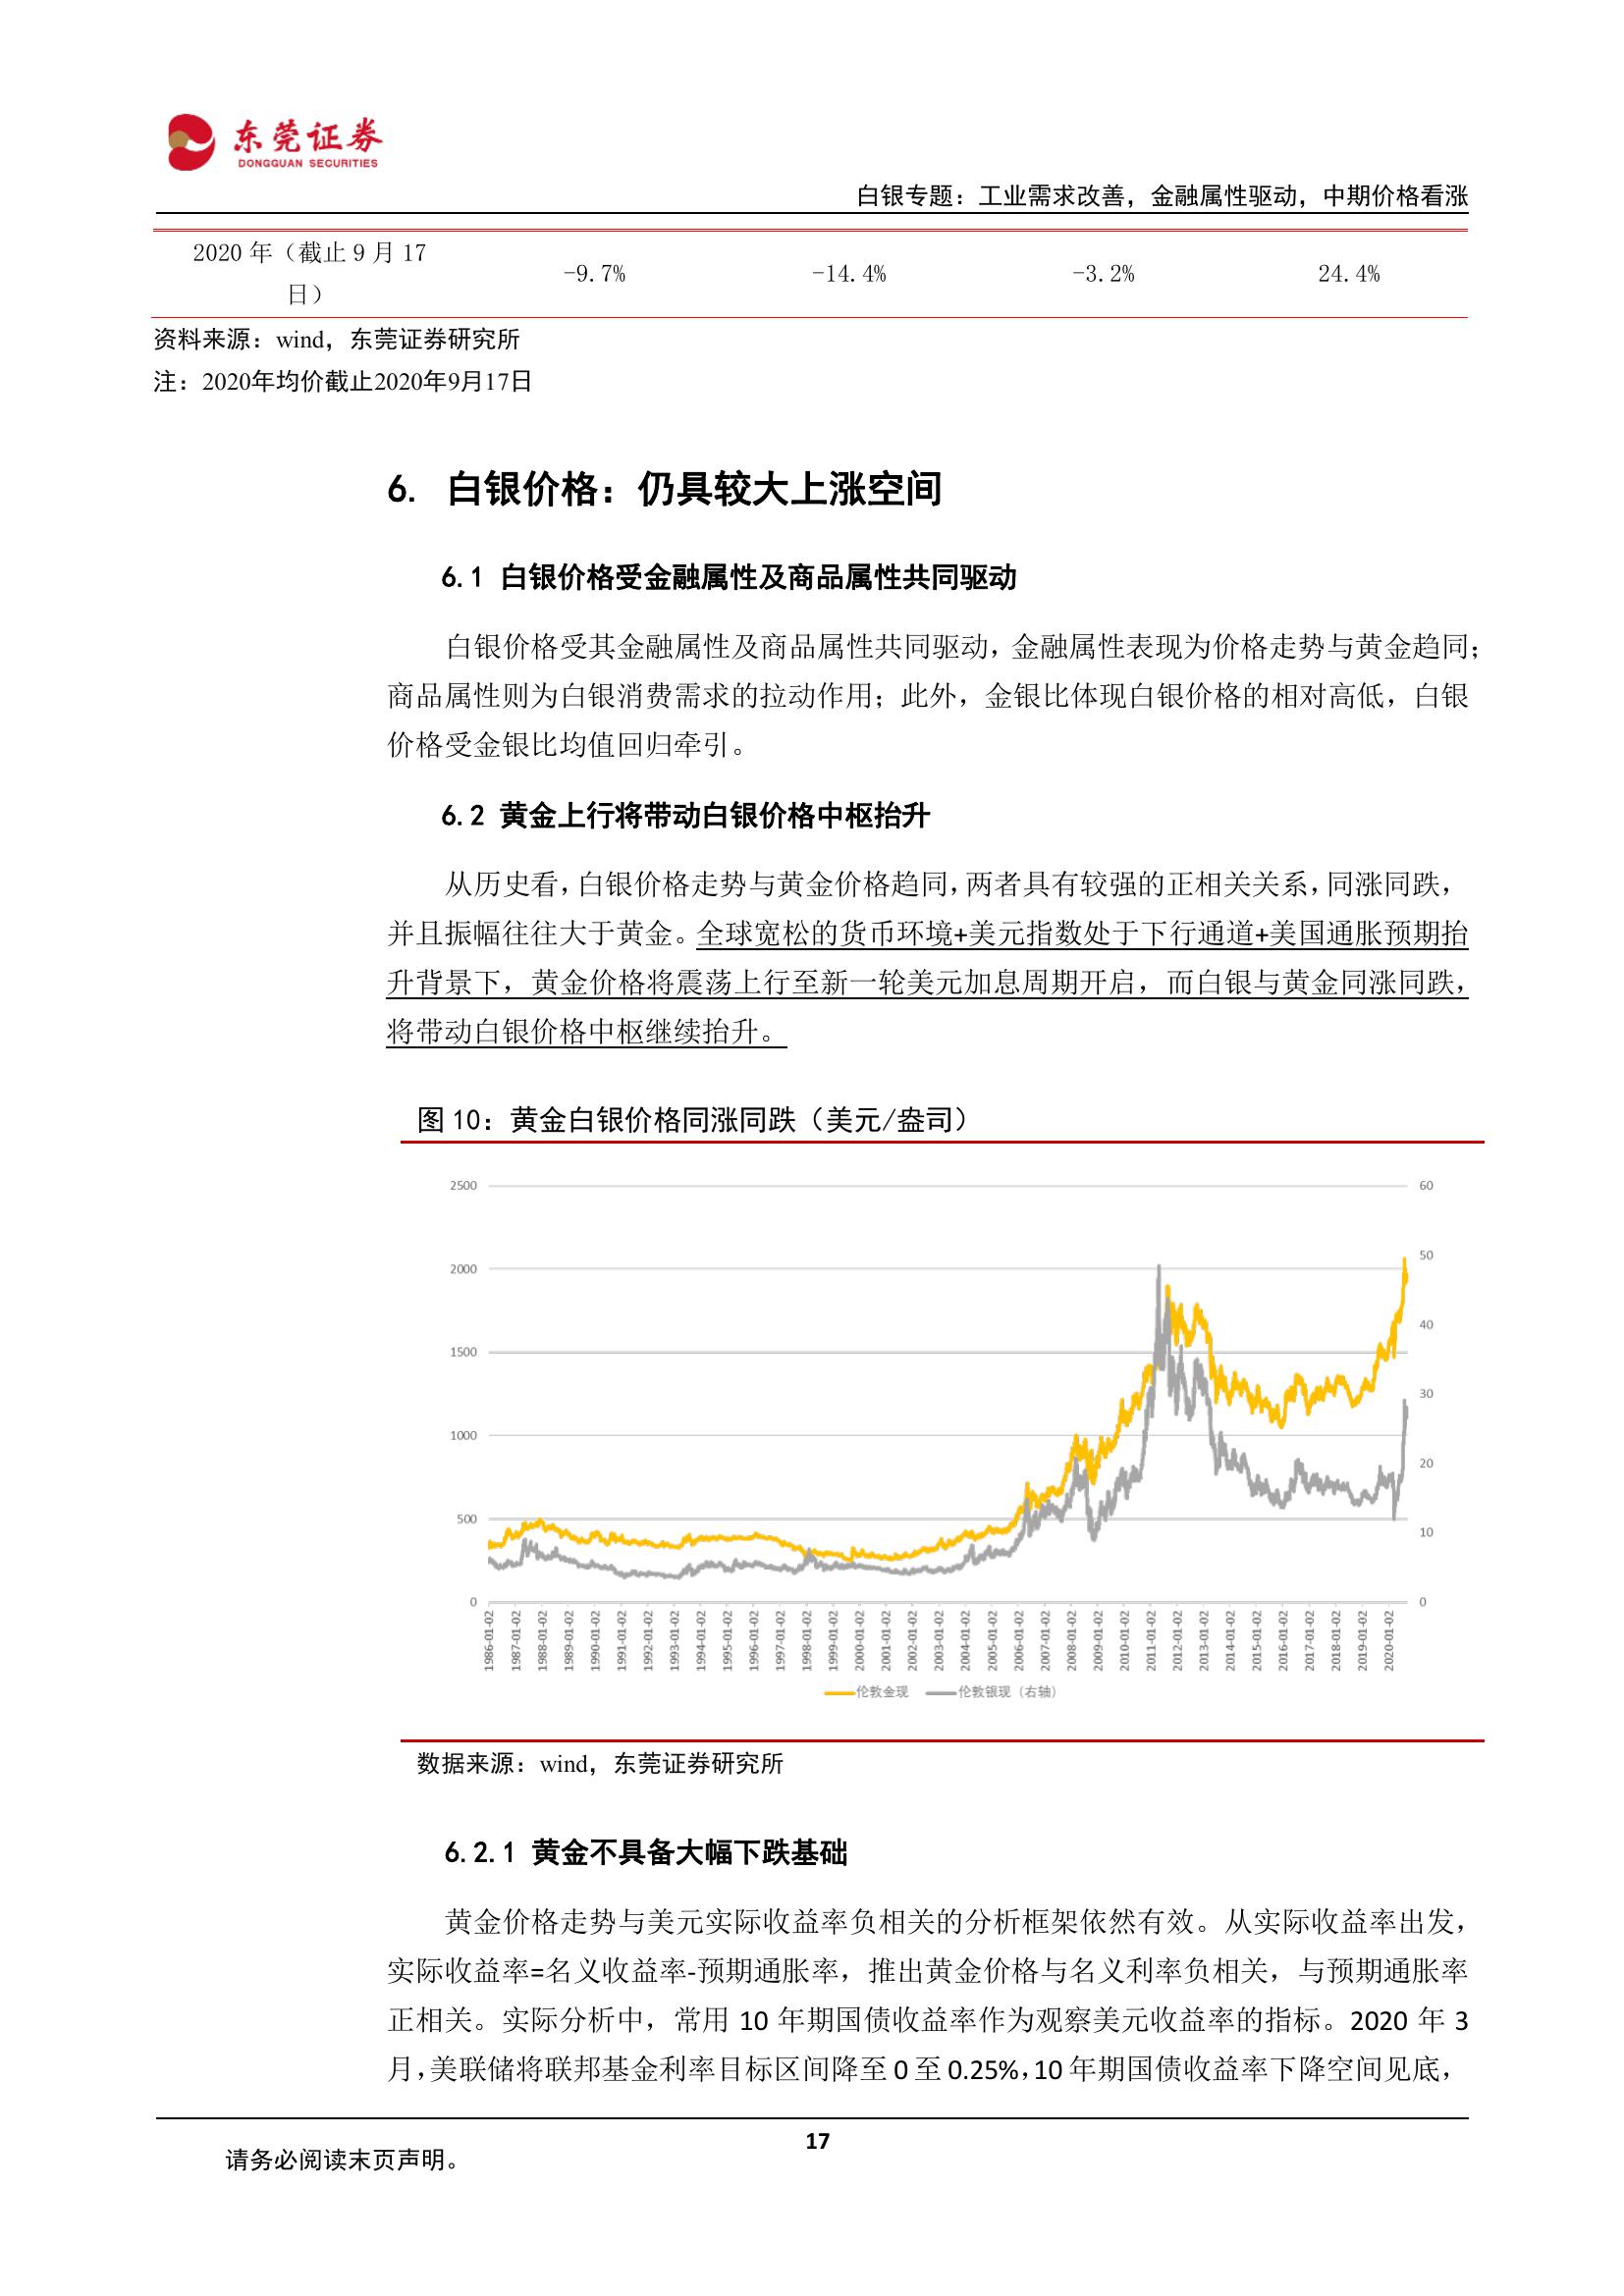 东莞证券
DONGGUAN SECURITIES
白银专题：工业需求改善，金融属性驱动，中期价格看涨
2020 年（截止 9 月 17
日）
-9.7% -14.4% -3.2% 24.4%
资料来源：wind，东莞证券研究所
注：2020年均价截止2020年9月17日
6. 白银价格：仍具较大上涨空间
6.1 白银价格受金融属性及商品属性共同驱动
白银价格受其金融属性及商品属性共同驱动，金融属性表现为价格走势与黄金趋同；
商品属性则为白银消费需求的拉动作用；此外，金银比体现白银价格的相对高低，白银
价格受金银比均值回归牵引。
6.2 黄金上行将带动白银价格中枢抬升
从历史看，白银价格走势与黄金价格趋同，两者具有较强的正相关关系，同涨同跌，
并且振幅往往大于黄金。全球宽松的货币环境+美元指数处于下行通道+美国通胀预期抬
升背景下，黄金价格将震荡上行至新一轮美元加息周期开启，而白银与黄金同涨同跌，
将带动白银价格中枢继续抬升。
图 10：黄金白银价格同涨同跌（美元/盎司）
2500 60
50
2000
40
1500
30
1000
20
500
10
0 0
1986-01-02 1987-01-02 1988-01-02 1989-01-02 1990-01-02 1991-01-02 1992-01-02 1993-01-02 1994-01-02 1995-01-02 1996-01-02 1997-01-02 1998-01-02 1999-01-02 2000-01-02 2001-01-02 2002-01-02 2003-01-02 2004-01-02 2005-01-02 2006-01-02 2007-01-02 2008-01-02 2009-01-02 2010-01-02 2011-01-02 2012-01-02 2013-01-02 2014-01-02 2015-01-02 2016-01-02 2017-01-02 2018-01-02 2019-01-02 2020-01-02
伦敦金现 伦敦银现（右轴）
数据来源：wind，东莞证券研究所
6.2.1 黄金不具备大幅下跌基础
黄金价格走势与美元实际收益率负相关的分析框架依然有效。从实际收益率出发，
实际收益率=名义收益率-预期通胀率，推出黄金价格与名义利率负相关，与预期通胀率
正相关。实际分析中，常用 10 年期国债收益率作为观察美元收益率的指标。2020 年 3
月，美联储将联邦基金利率目标区间降至 0 至 0.25%，10 年期国债收益率下降空间见底，
17
请务必阅读末页声明。